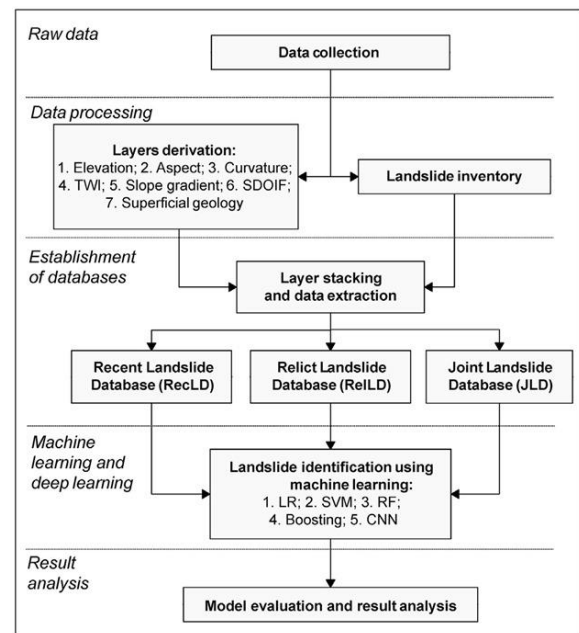 Raw data
Data collection
Data processing
Layers derivation:
1. Elevation; 2. Aspect; 3. Curvature;
4. TWI; 5. Slope gradient; 6. SDOIF;
7. Superficial geology
Landslide inventory
Establishment
of databases
Layer stacking
and data extraction
Recent Landslide
Database (RecLD)
Relict Landslide
Database (RelLD)
Joint Landslide
Database (JLD)
Machine
learning and
deep learning
Landslide identification using
machine learning:
1. LR; 2. SVM; 3. RF;
4. Boosting; 5. CNN
Result
analysis
Model evaluation and result analysis